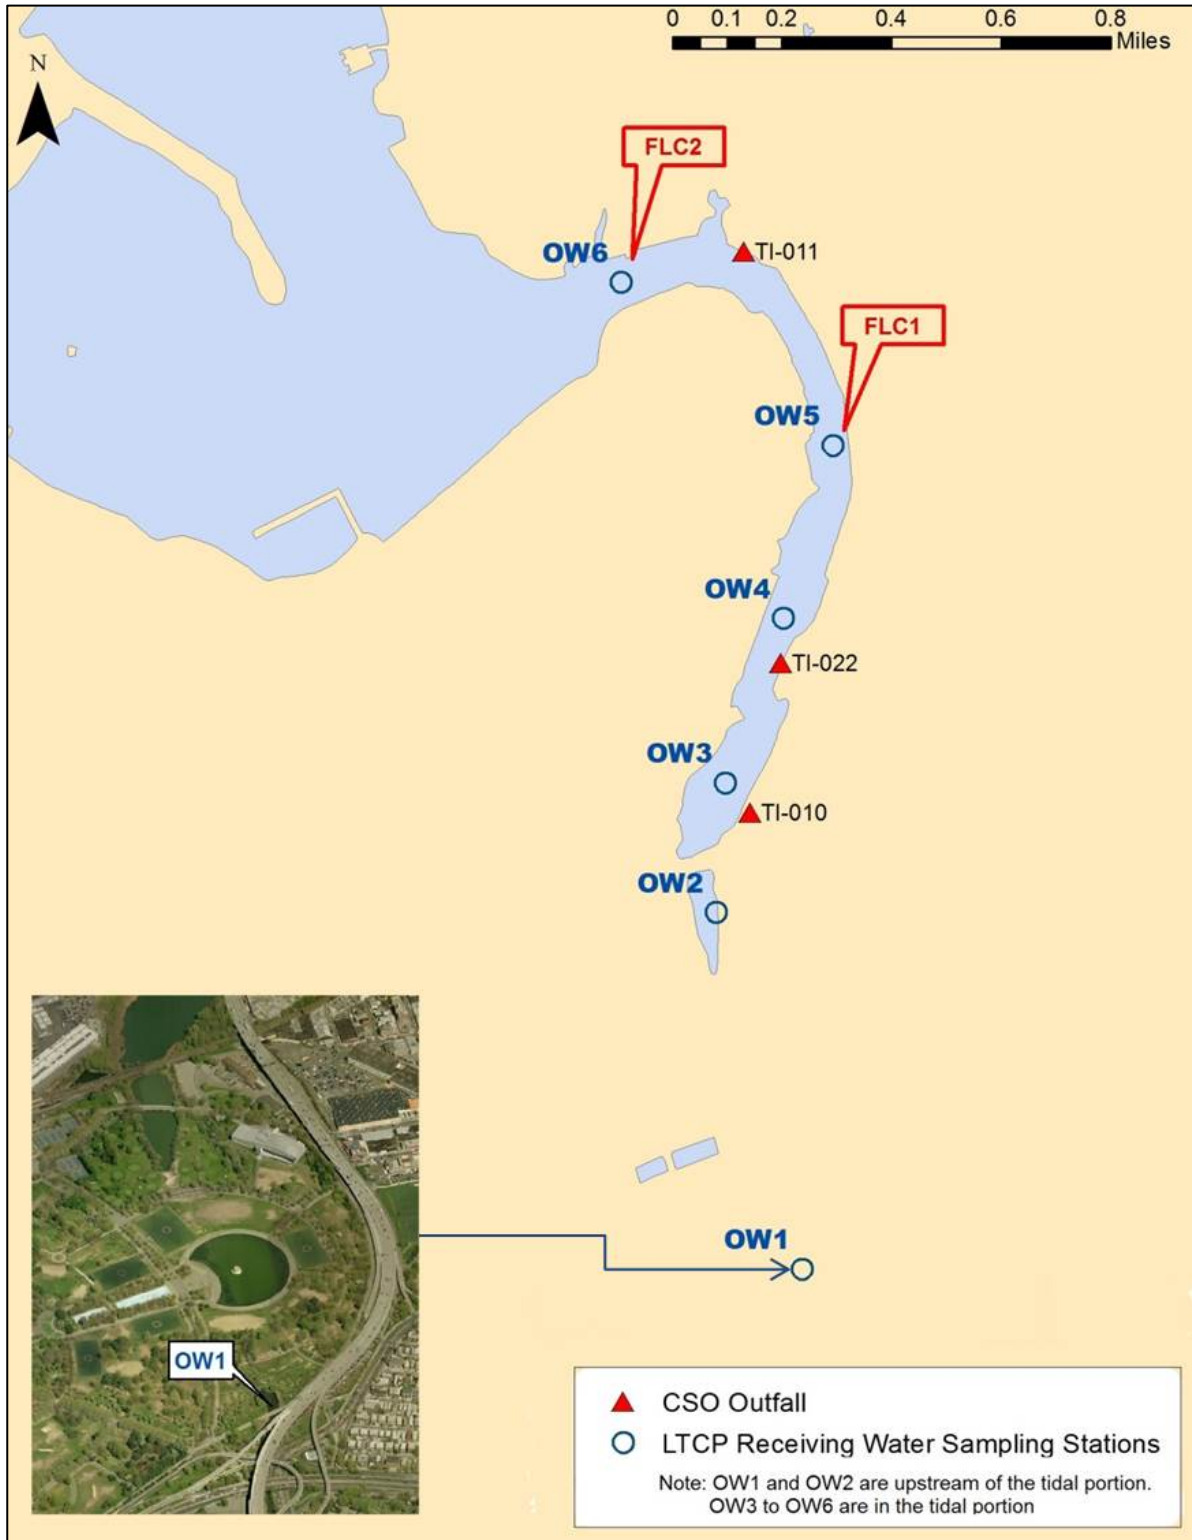 0 0.1 0.2 0.4 0.6 0.8
Miles
N
FLC2
OW6
TI-011
FLC1
OW5
OW4
TI-022
OW3
TI-010
OW2
OW1
OW1
CSO Outfall
LTCP Receiving Water Sampling Stations
Note: OW1 and OW2 are upstream of the tidal portion.
OW3 to OW6 are in the tidal portion